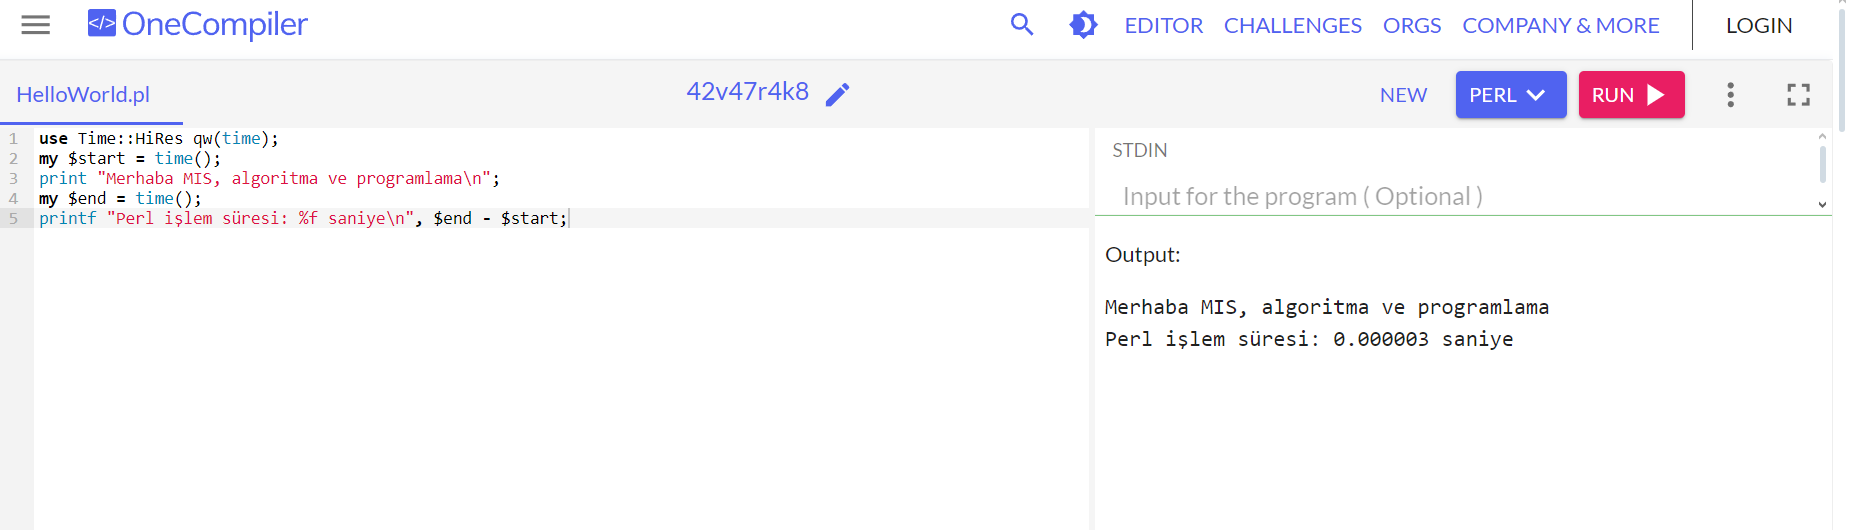 </> OneCompiler
EDITOR CHALLENGES ORGS COMPANY & MORE LOGIN
HelloWorld.pl
42v47r4k8
NEW PERL RUN
1 use Time::HiRes qw(time);
2 my $start = time();
3 print "Merhaba MIS, algoritma ve programlama\n";
4 my $end = time();
5 printf "Perl işlem süresi: %f saniye\n", $end - $start;
STDIN
Input for the program ( Optional )
Output:
Merhaba MIS, algoritma ve programlama
Perl işlem süresi: 0.000003 saniye